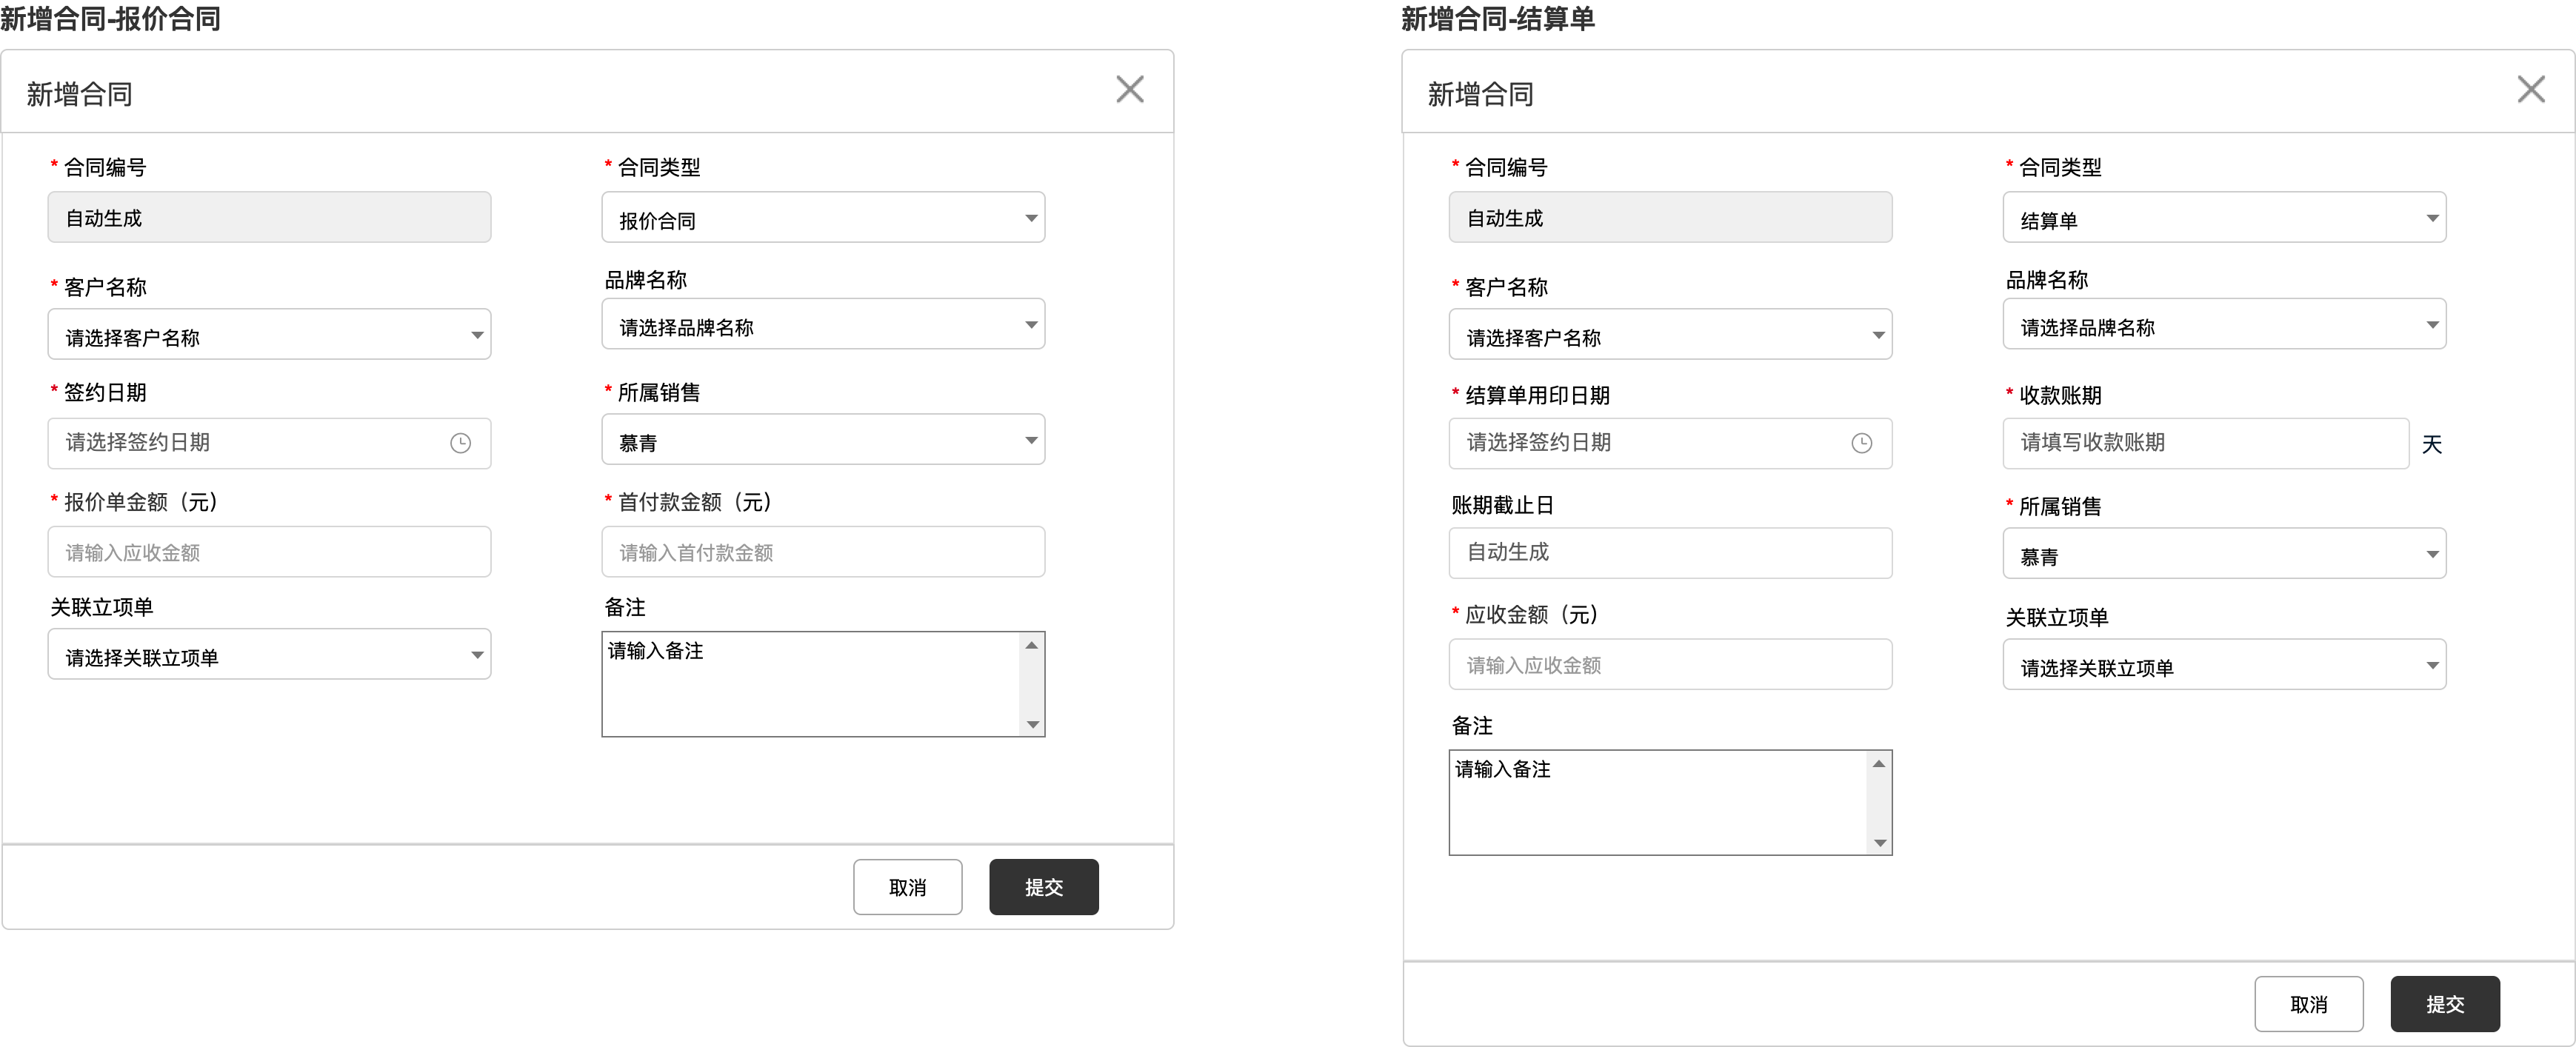 新增合同-报价合同
新增合同
* 合同编号
* 合同类型
自动生成
报价合同
* 客户名称
品牌名称
请选择客户名称
请选择品牌名称
* 签约日期
* 所属销售
请选择签约日期
慕青
* 报价单金额（元）
* 首付款金额（元）
请输入应收金额
请输入首付款金额
关联立项单
备注
请选择关联立项单
请输入备注
取消
提交
新增合同-结算单
新增合同
* 合同编号
* 合同类型
自动生成
结算单
* 客户名称
品牌名称
请选择客户名称
请选择品牌名称
* 结算单用印日期
* 收款账期
请选择签约日期
请填写收款账期
天
账期截止日
* 所属销售
自动生成
慕青
* 应收金额（元）
关联立项单
请输入应收金额
请选择关联立项单
备注
请输入备注
取消
提交